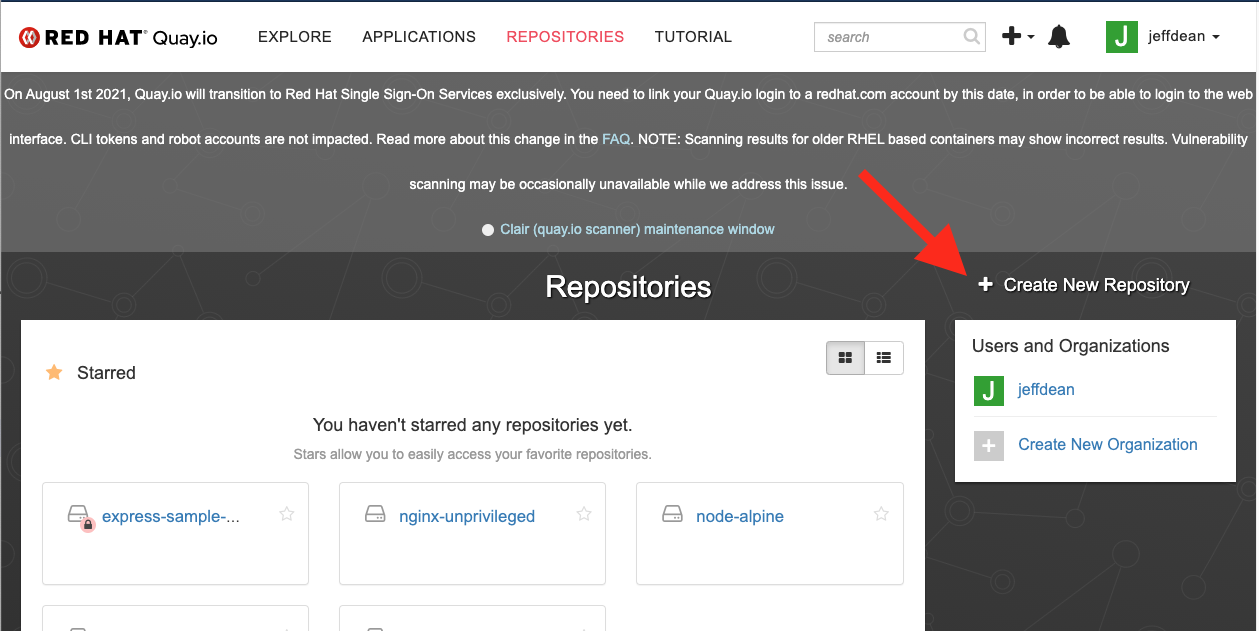 RED HAT Quay.io EXPLORE APPLICATIONS REPOSITORIES TUTORIAL search J jeffdean
On August 1st 2021, Quay.io will transition to Red Hat Single Sign-On Services exclusively. You need to link your Quay.io login to a redhat.com account by this date, in order to be able to login to the web
interface. CLI tokens and robot accounts are not impacted. Read more about this change in the FAQ. NOTE: Scanning results for older RHEL based containers may show incorrect results. Vulnerability
scanning may be occasionally unavailable while we address this issue.
Clair (quay.io scanner) maintenance window
Repositories
+ Create New Repository
Starred
You haven't starred any repositories yet.
Stars allow you to easily access your favorite repositories.
express-sample-...
nginx-unprivileged
node-alpine
Users and Organizations
J jeffdean
+ Create New Organization